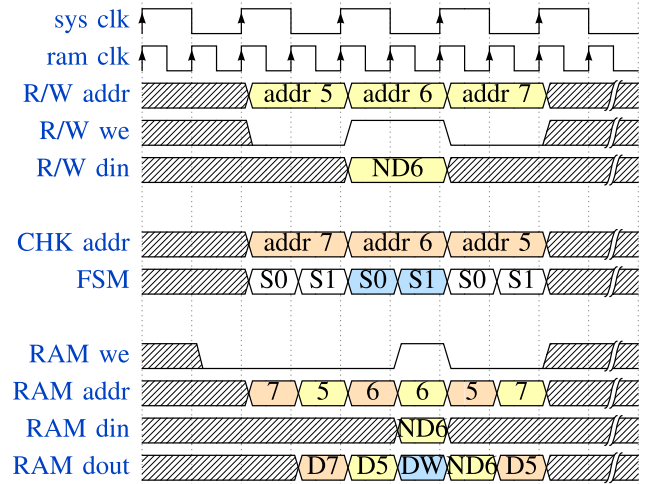 sys clk
ram clk
R/W addr addr 5 addr 6 addr 7
R/W we
R/W din ND6
CHK addr addr 7 addr 6 addr 5
FSM S0 S1 S0 S1 S0 S1
RAM we
RAM addr 7 5 6 6 5 7
RAM din ND6
RAM dout D7 D5 DW ND6 D5